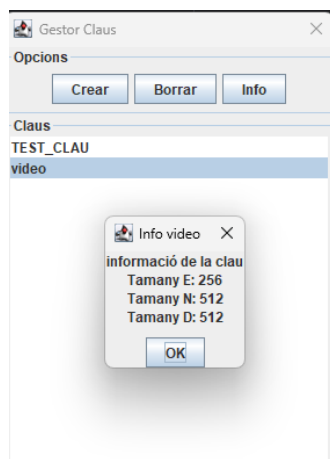 Gestor Claus
Opcions
Crear Borrar Info
Claus
TEST_CLAU
video
Info video
informació de la clau
Tamany E: 256
Tamany N: 512
Tamany D: 512
OK